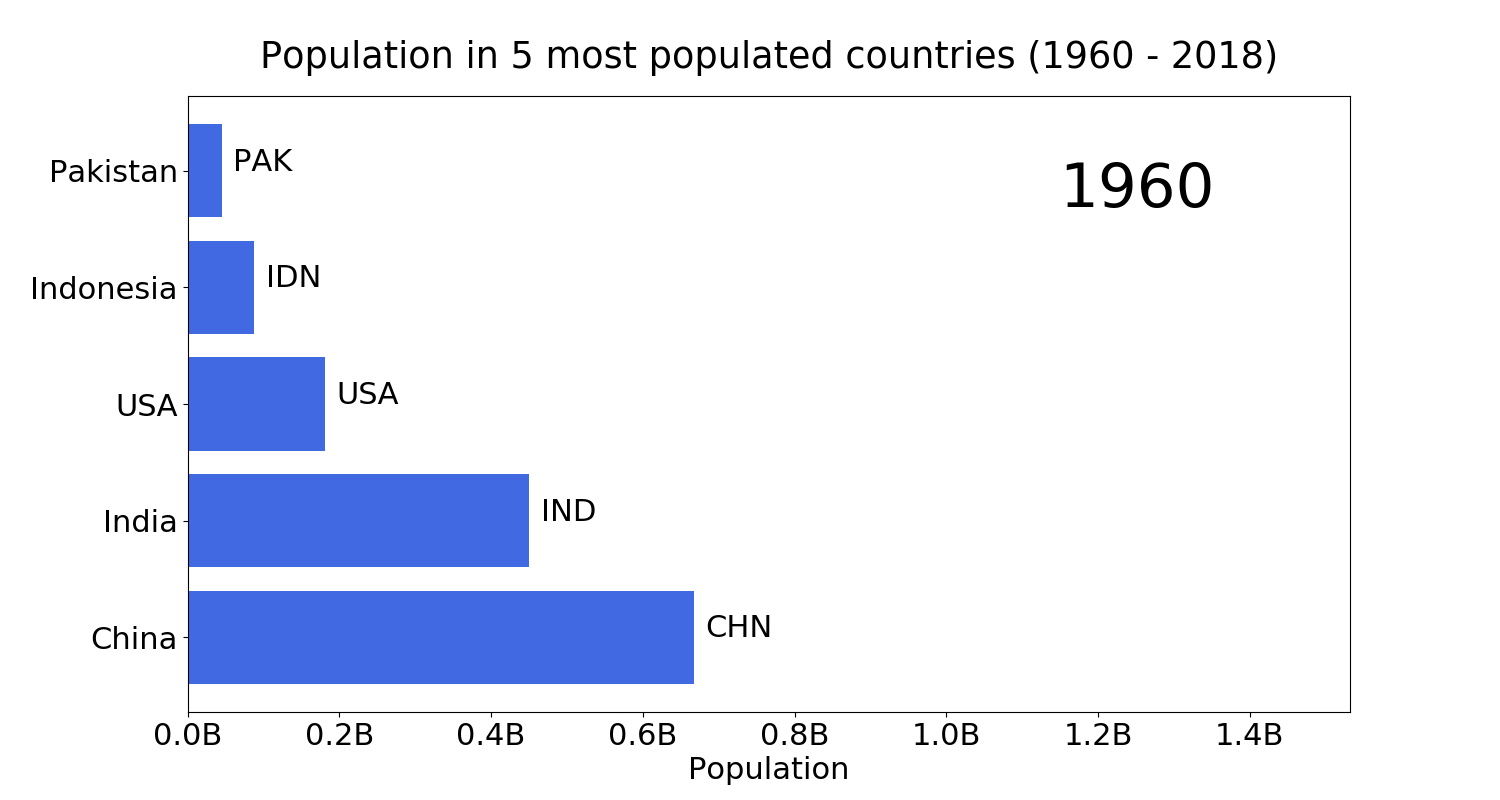 Population in 5 most populated countries (1960 - 2018)
Pakistan
PAK
1960
Indonesia
IDN
USA
USA
India
IND
China
CHN
0.0B 0.2B 0.4B 0.6B 0.8B 1.0B 1.2B 1.4B
Population